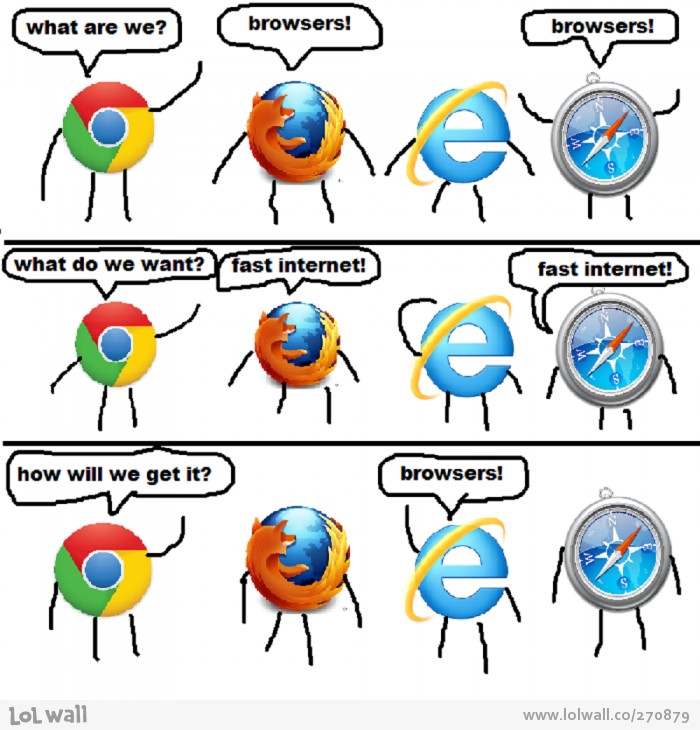 what are we?
browsers!
browsers!
what do we want?
fast internet!
fast internet!
how will we get it?
browsers!
LOL wall
www.lolwall.co/270879